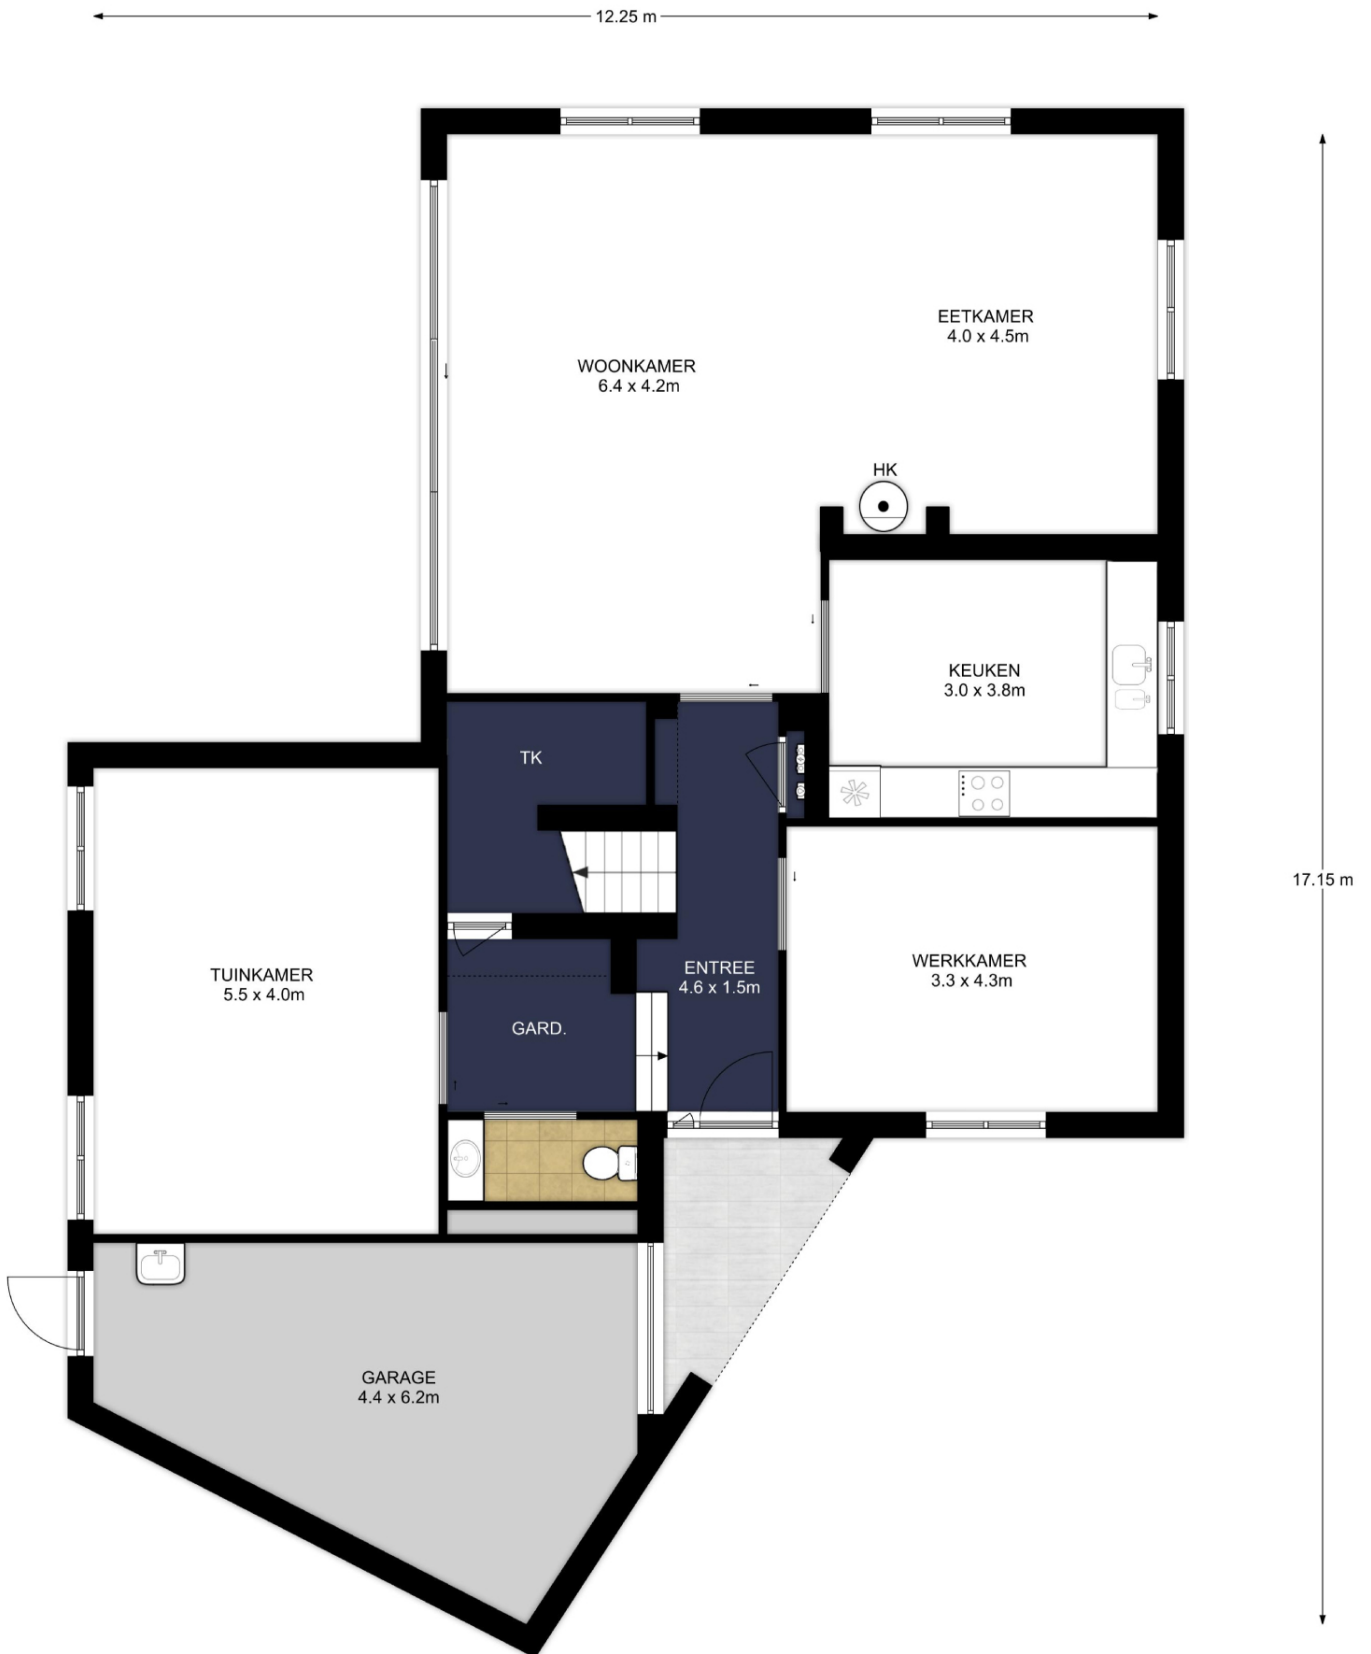 12.25 m
EETKAMER
4.0 x 4.5m
WOONKAMER
6.4 x 4.2m
HK
KEUKEN
3.0 x 3.8m
TK
17.15 m
TUINKAMER
5.5 x 4.0m
ENTREE
4.6 x 1.5m
WERKKAMER
3.3 x 4.3m
GARD.
GARAGE
4.4 x 6.2m